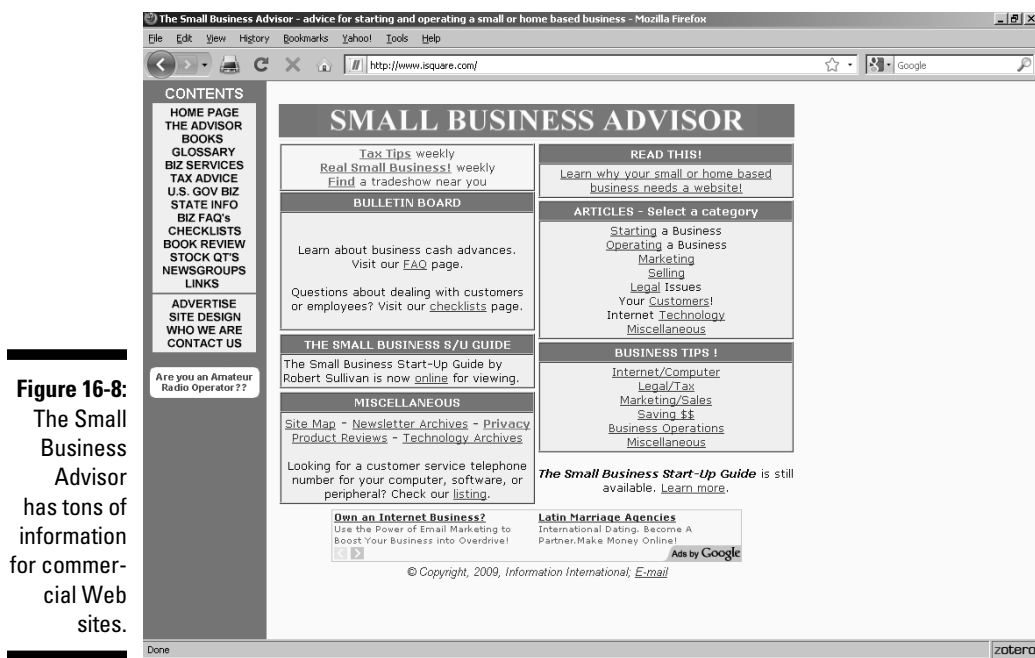 The Small Business Advisor - advice for starting and operating a small or home based business - Mozilla Firefox
File Edit View History Bookmarks Yahoo! Tools Help
http://www.isquare.com/
Google
CONTENTS
HOME PAGE
THE ADVISOR
BOOKS
GLOSSARY
BIZ SERVICES
TAX ADVICE
U.S. GOV BIZ
STATE INFO
BIZ FAQ's
CHECKLISTS
BOOK REVIEW
STOCK QT'S
NEWSGROUPS
LINKS
ADVERTISE
SITE DESIGN
WHO WE ARE
CONTACT US
Are you an Amateur
Radio Operator??
SMALL BUSINESS ADVISOR
Tax Tips weekly
Real Small Business! weekly
Find a tradeshow near you
BULLETIN BOARD
Learn about business cash advances.
Visit our FAQ page.
Questions about dealing with customers
or employees? Visit our checklists page.
THE SMALL BUSINESS S/U GUIDE
The Small Business Start-Up Guide by
Robert Sullivan is now online for viewing.
MISCELLANEOUS
Site Map - Newsletter Archives - Privacy
Product Reviews - Technology Archives
Looking for a customer service telephone
number for your computer, software, or
peripheral? Check our listing.
READ THIS!
Learn why your small or home based
business needs a website!
ARTICLES - Select a category
Starting a Business
Operating a Business
Marketing
Selling
Legal Issues
Your Customers!
Internet Technology
Miscellaneous
BUSINESS TIPS !
Internet/Computer
Legal/Tax
Marketing/Sales
Saving $$
Business Operations
Miscellaneous
The Small Business Start-Up Guide is still
available. Learn more.
Own an Internet Business?
Use the Power of Email Marketing to
Boost Your Business into Overdrive!
Latin Marriage Agencies
International Dating. Become A
Partner.Make Money Online!
Ads by Google
© Copyright, 2009, Information International; E-mail
Done
zotero
Figure 16-8:
The Small
Business
Advisor
has tons of
information
for commer-
cial Web
sites.